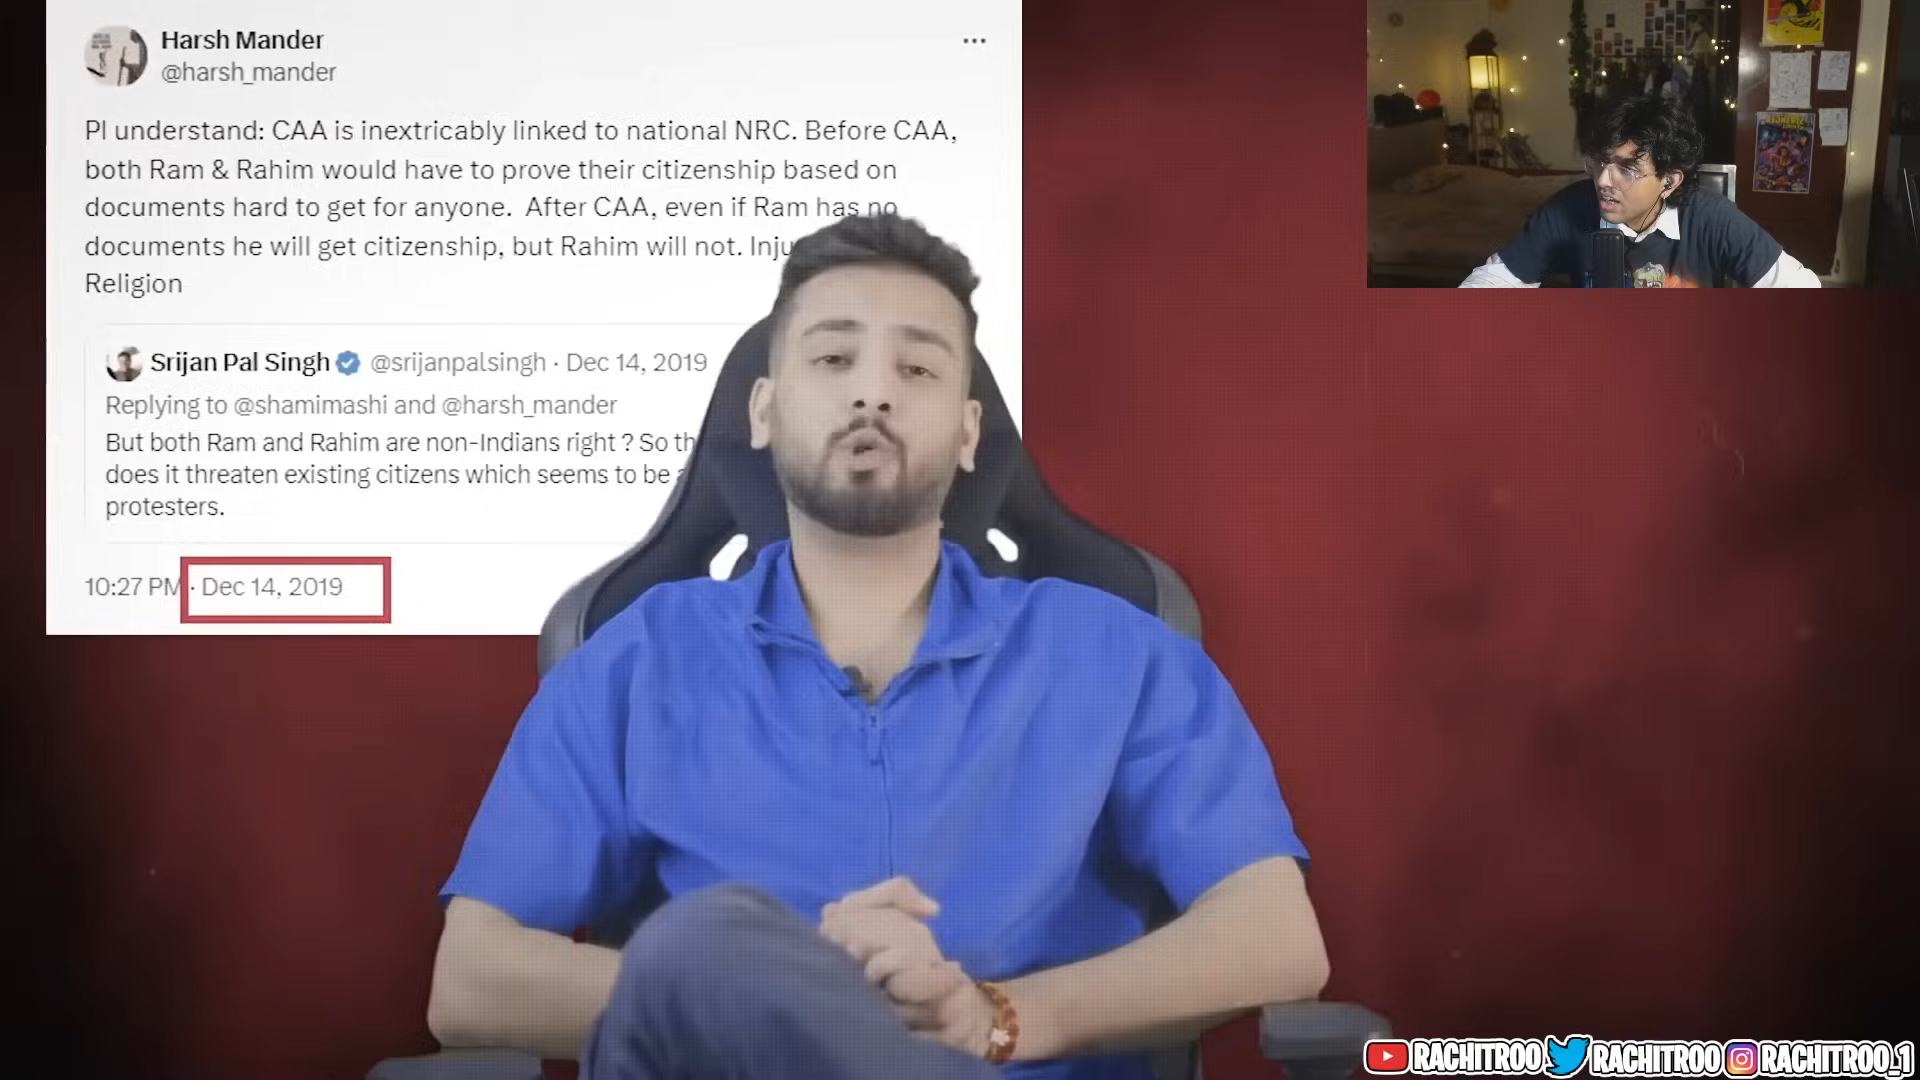 Harsh Mander
@harsh_mander
Pl understand: CAA is inextricably linked to national NRC. Before CAA,
both Ram & Rahim would have to prove their citizenship based on
documents hard to get for anyone. After CAA, even if Ram has no
documents he will get citizenship, but Rahim will not.
Religion
Srijan Pal Singh @srijanpalsingh · Dec 14, 2019
Replying to @shamimashi and @harsh_mander
But both Ram and Rahim are non-Indians right ? So
does it threaten existing citizens which seems to be
protesters.
10:27 PM · Dec 14, 2019
RACHITROO RACHITROO RACHITROO_1